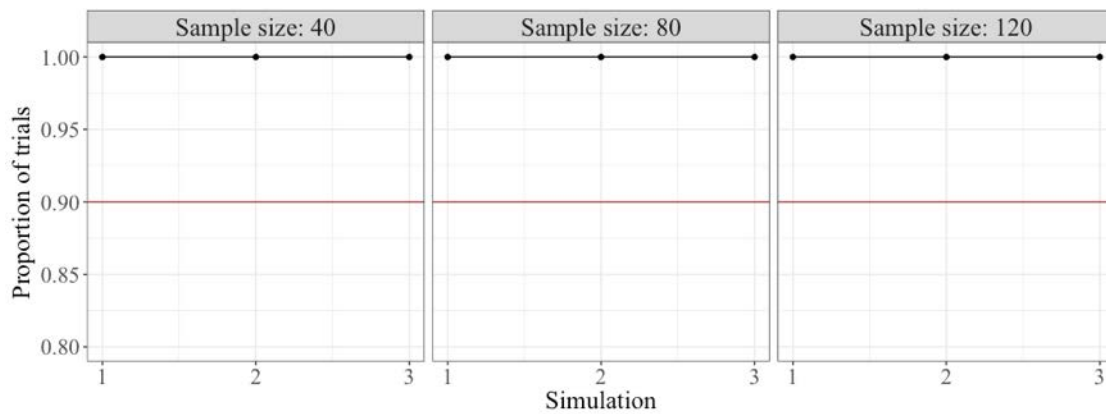 Sample size: 40 Sample size: 80 Sample size: 120
Proportion of trials
1.00
0.95
0.90
0.85
0.80
1 2 3 1 2 3 1 2 3
Simulation